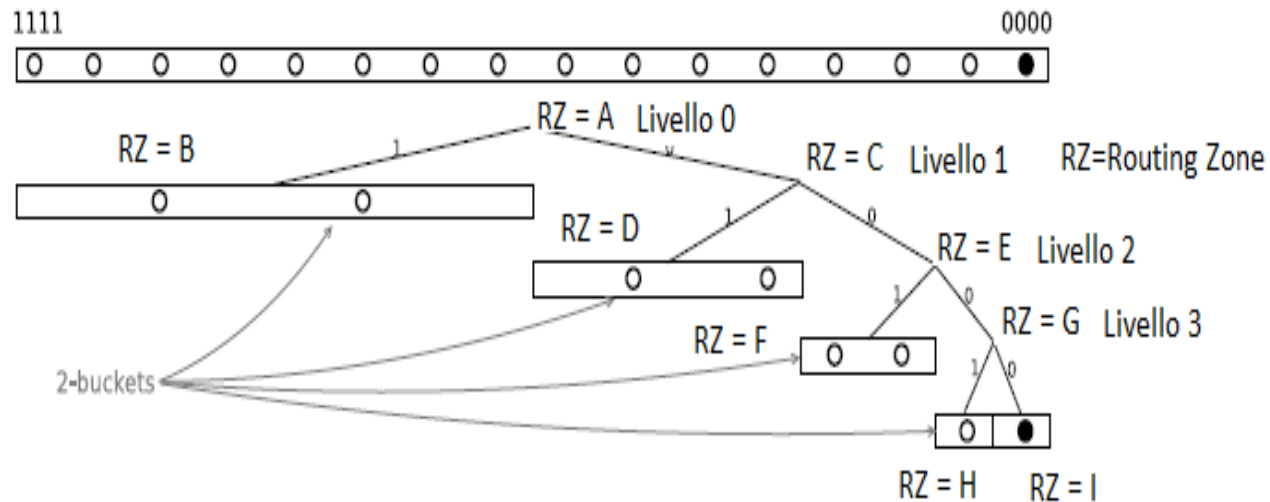 1111 0000
RZ = A Livello 0
RZ = B
1
RZ = C Livello 1 RZ=Routing Zone
RZ = D
1 0
RZ = E Livello 2
1 0
RZ = F
RZ = G Livello 3
2-buckets
1 0
RZ = H RZ = I